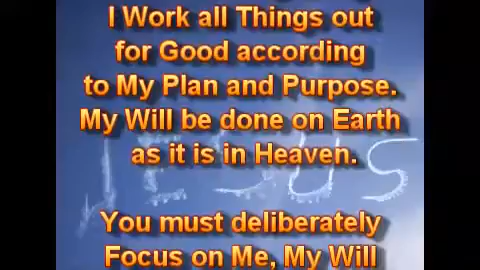 I Work all Things out
for Good according
to My Plan and Purpose.
My Will be done on Earth
as it is in Heaven.
JESUS
You must deliberately
Focus on Me, My Will